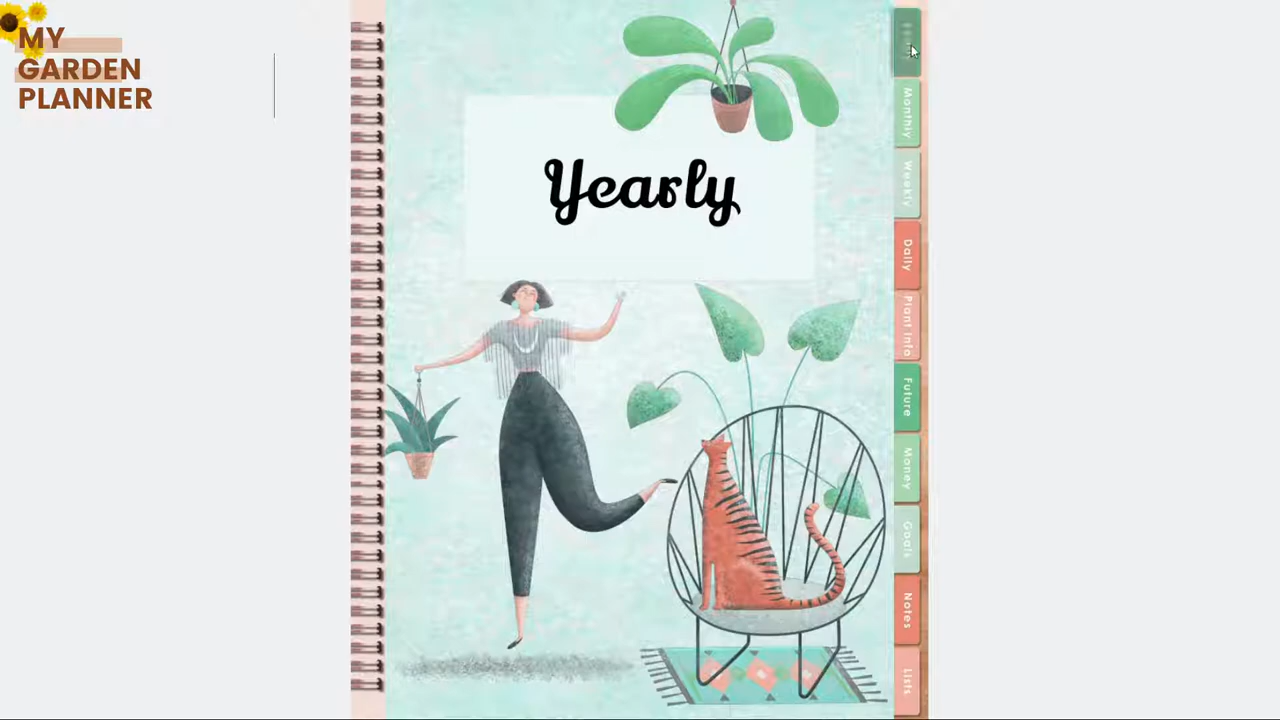 MY
GARDEN
PLANNER
Yearly
Monthly
Weekly
Daily
Plant Info
Future
Money
Goals
Notes
Lists